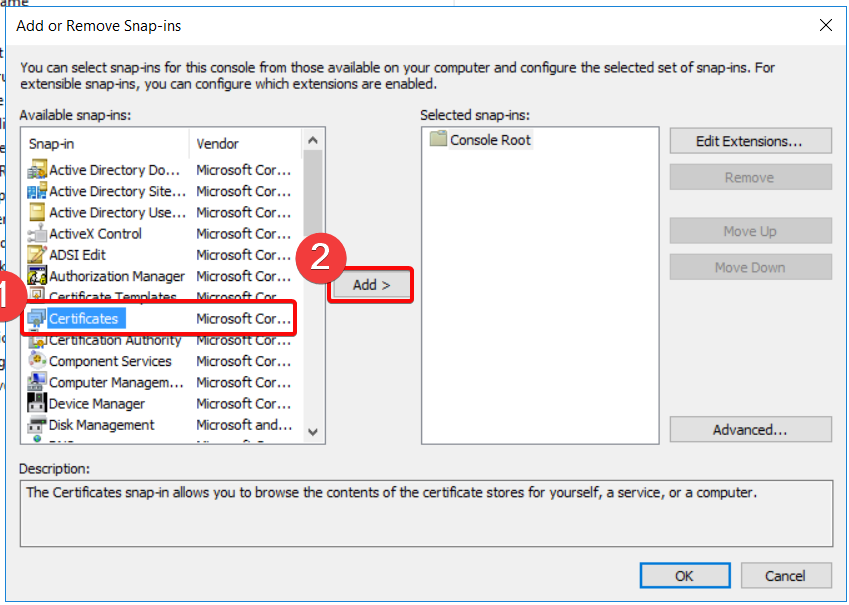 ame
Add or Remove Snap-ins
You can select snap-ins for this console from those available on your computer and configure the selected set of snap-ins. For
extensible snap-ins, you can configure which extensions are enabled.
Available snap-ins:
Selected snap-ins:
Snap-in Vendor
Active Directory Do... Microsoft Cor...
Active Directory Site... Microsoft Cor...
Active Directory Use... Microsoft Cor...
ActiveX Control Microsoft Cor...
ADSI Edit Microsoft Cor...
Authorization Manager Microsoft Cor...
Certificate Templates Microsoft Cor...
Certificates Microsoft Cor...
Certification Authority Microsoft Cor...
Component Services Microsoft Cor...
Computer Managem... Microsoft Cor...
Device Manager Microsoft Cor...
Disk Management Microsoft and...
1
2
Add >
Console Root
Edit Extensions...
Remove
Move Up
Move Down
Advanced...
Description:
The Certificates snap-in allows you to browse the contents of the certificate stores for yourself, a service, or a computer.
OK
Cancel